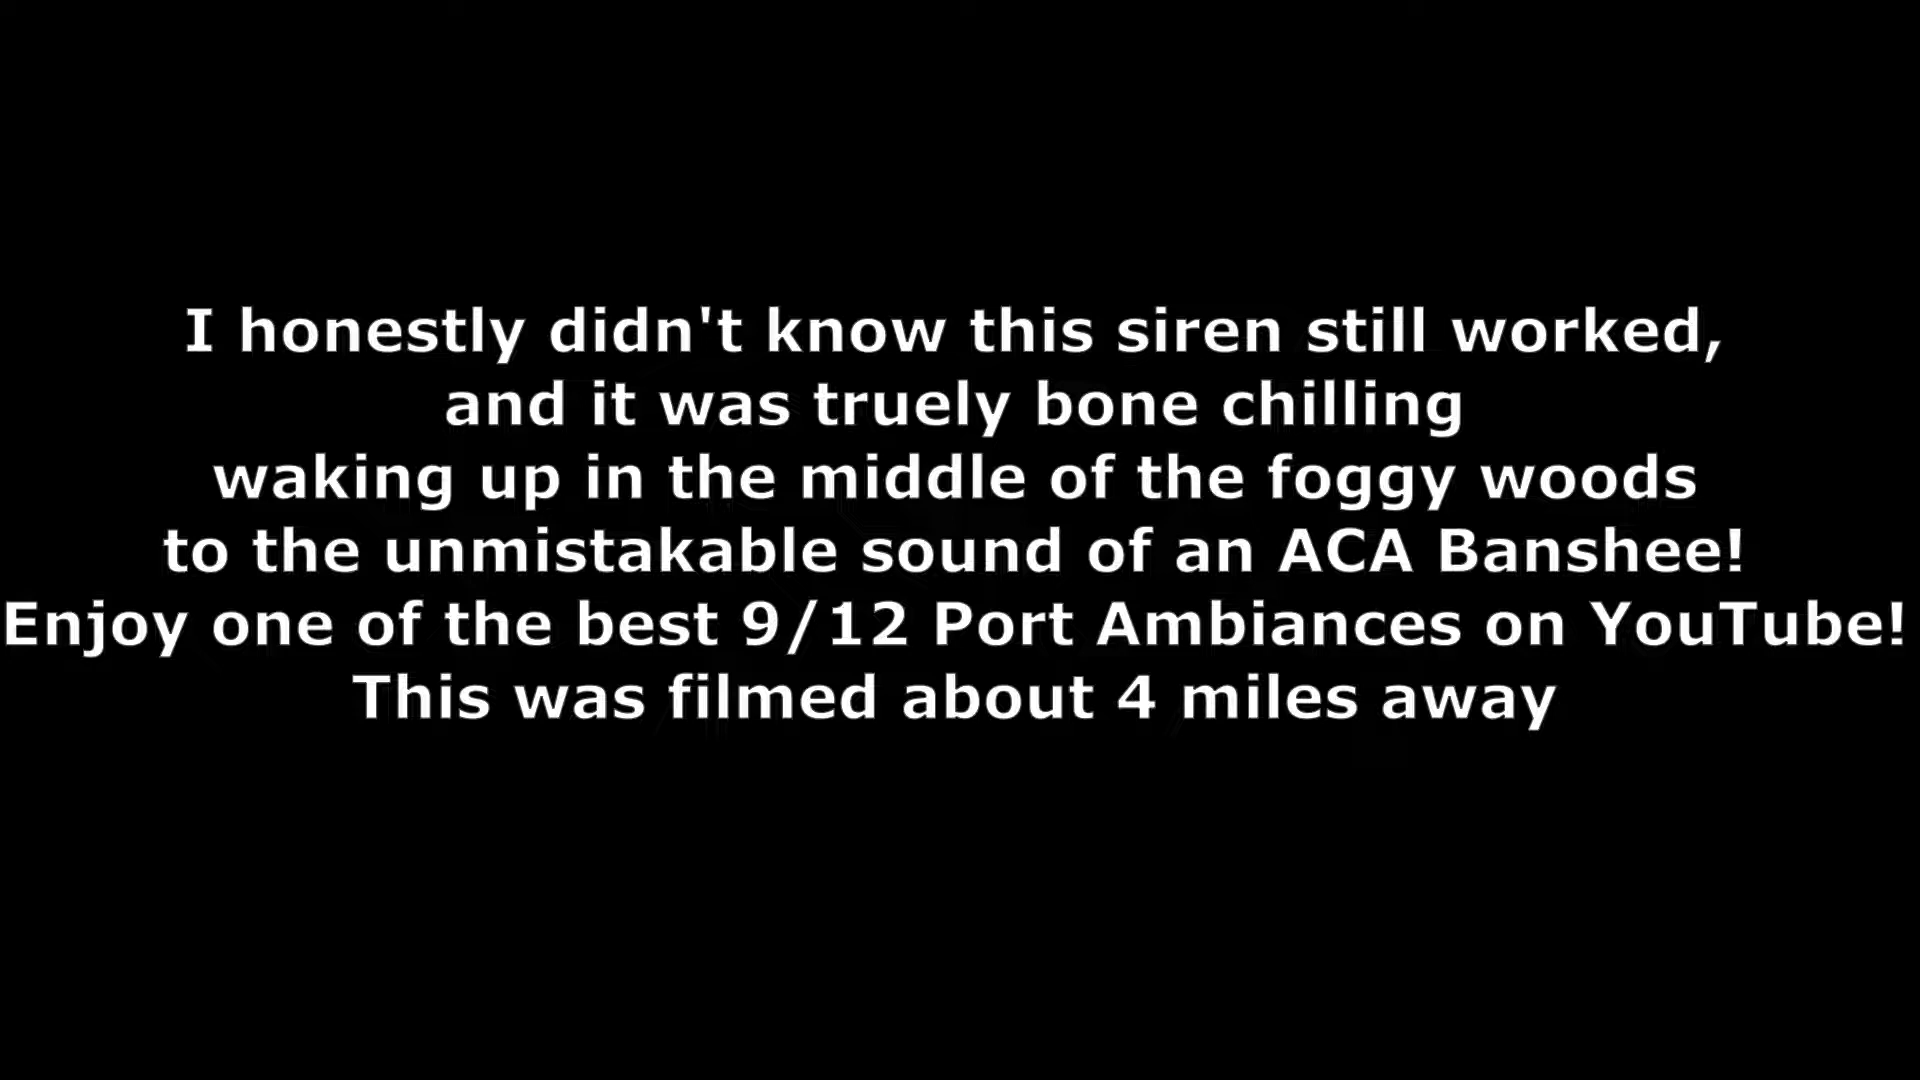 I honestly didn't know this siren still worked,
and it was truely bone chilling
waking up in the middle of the foggy woods
to the unmistakable sound of an ACA Banshee!
Enjoy one of the best 9/12 Port Ambiances on YouTube!
This was filmed about 4 miles away